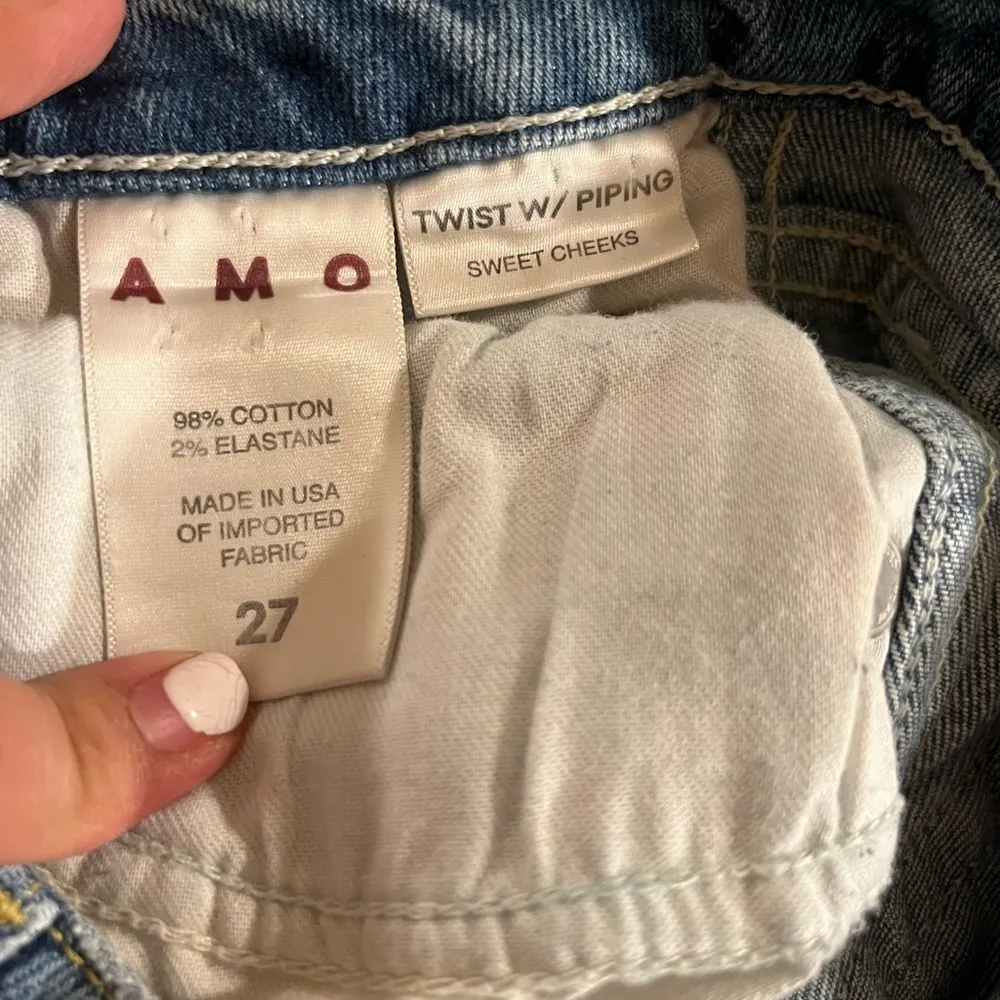 AMO
98% COTTON
2% ELASTANE
MADE IN USA
OF IMPORTED
FABRIC
27
TWIST W/ PIPING
SWEET CHEEKS